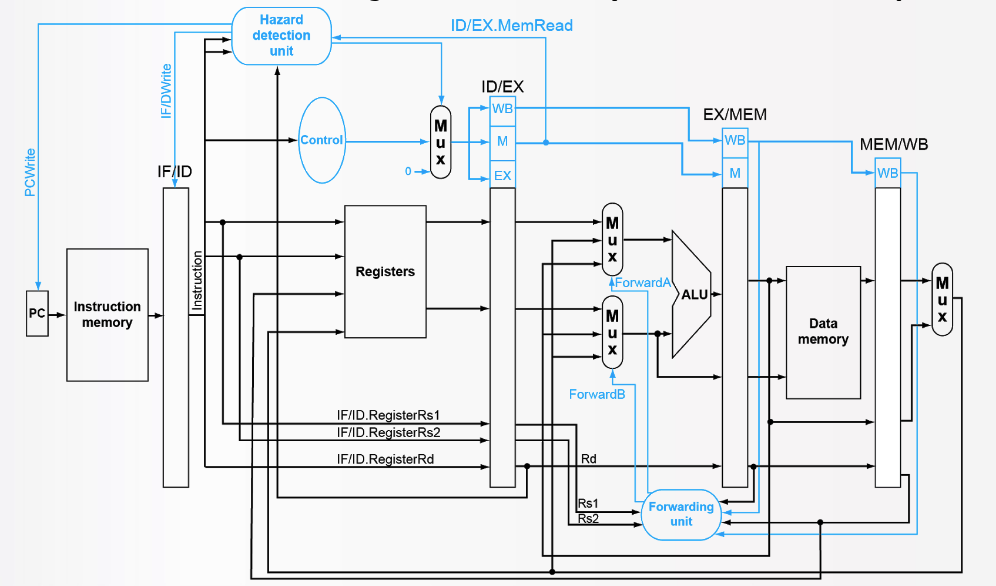 Hazard
detection
unit
ID/EX.MemRead
IF/DWrite
PCWrite
ID/EX
WB
M
EX
EX/MEM
WB
M
MEM/WB
WB
Control
Mux
0
IF/ID
Instruction
PC
Instruction
memory
Registers
Mux
ForwardA
Mux
ForwardB
ALU
Data
memory
Mux
IF/ID.RegisterRs1
IF/ID.RegisterRs2
IF/ID.RegisterRd
Rd
Rs1
Rs2
Forwarding
unit